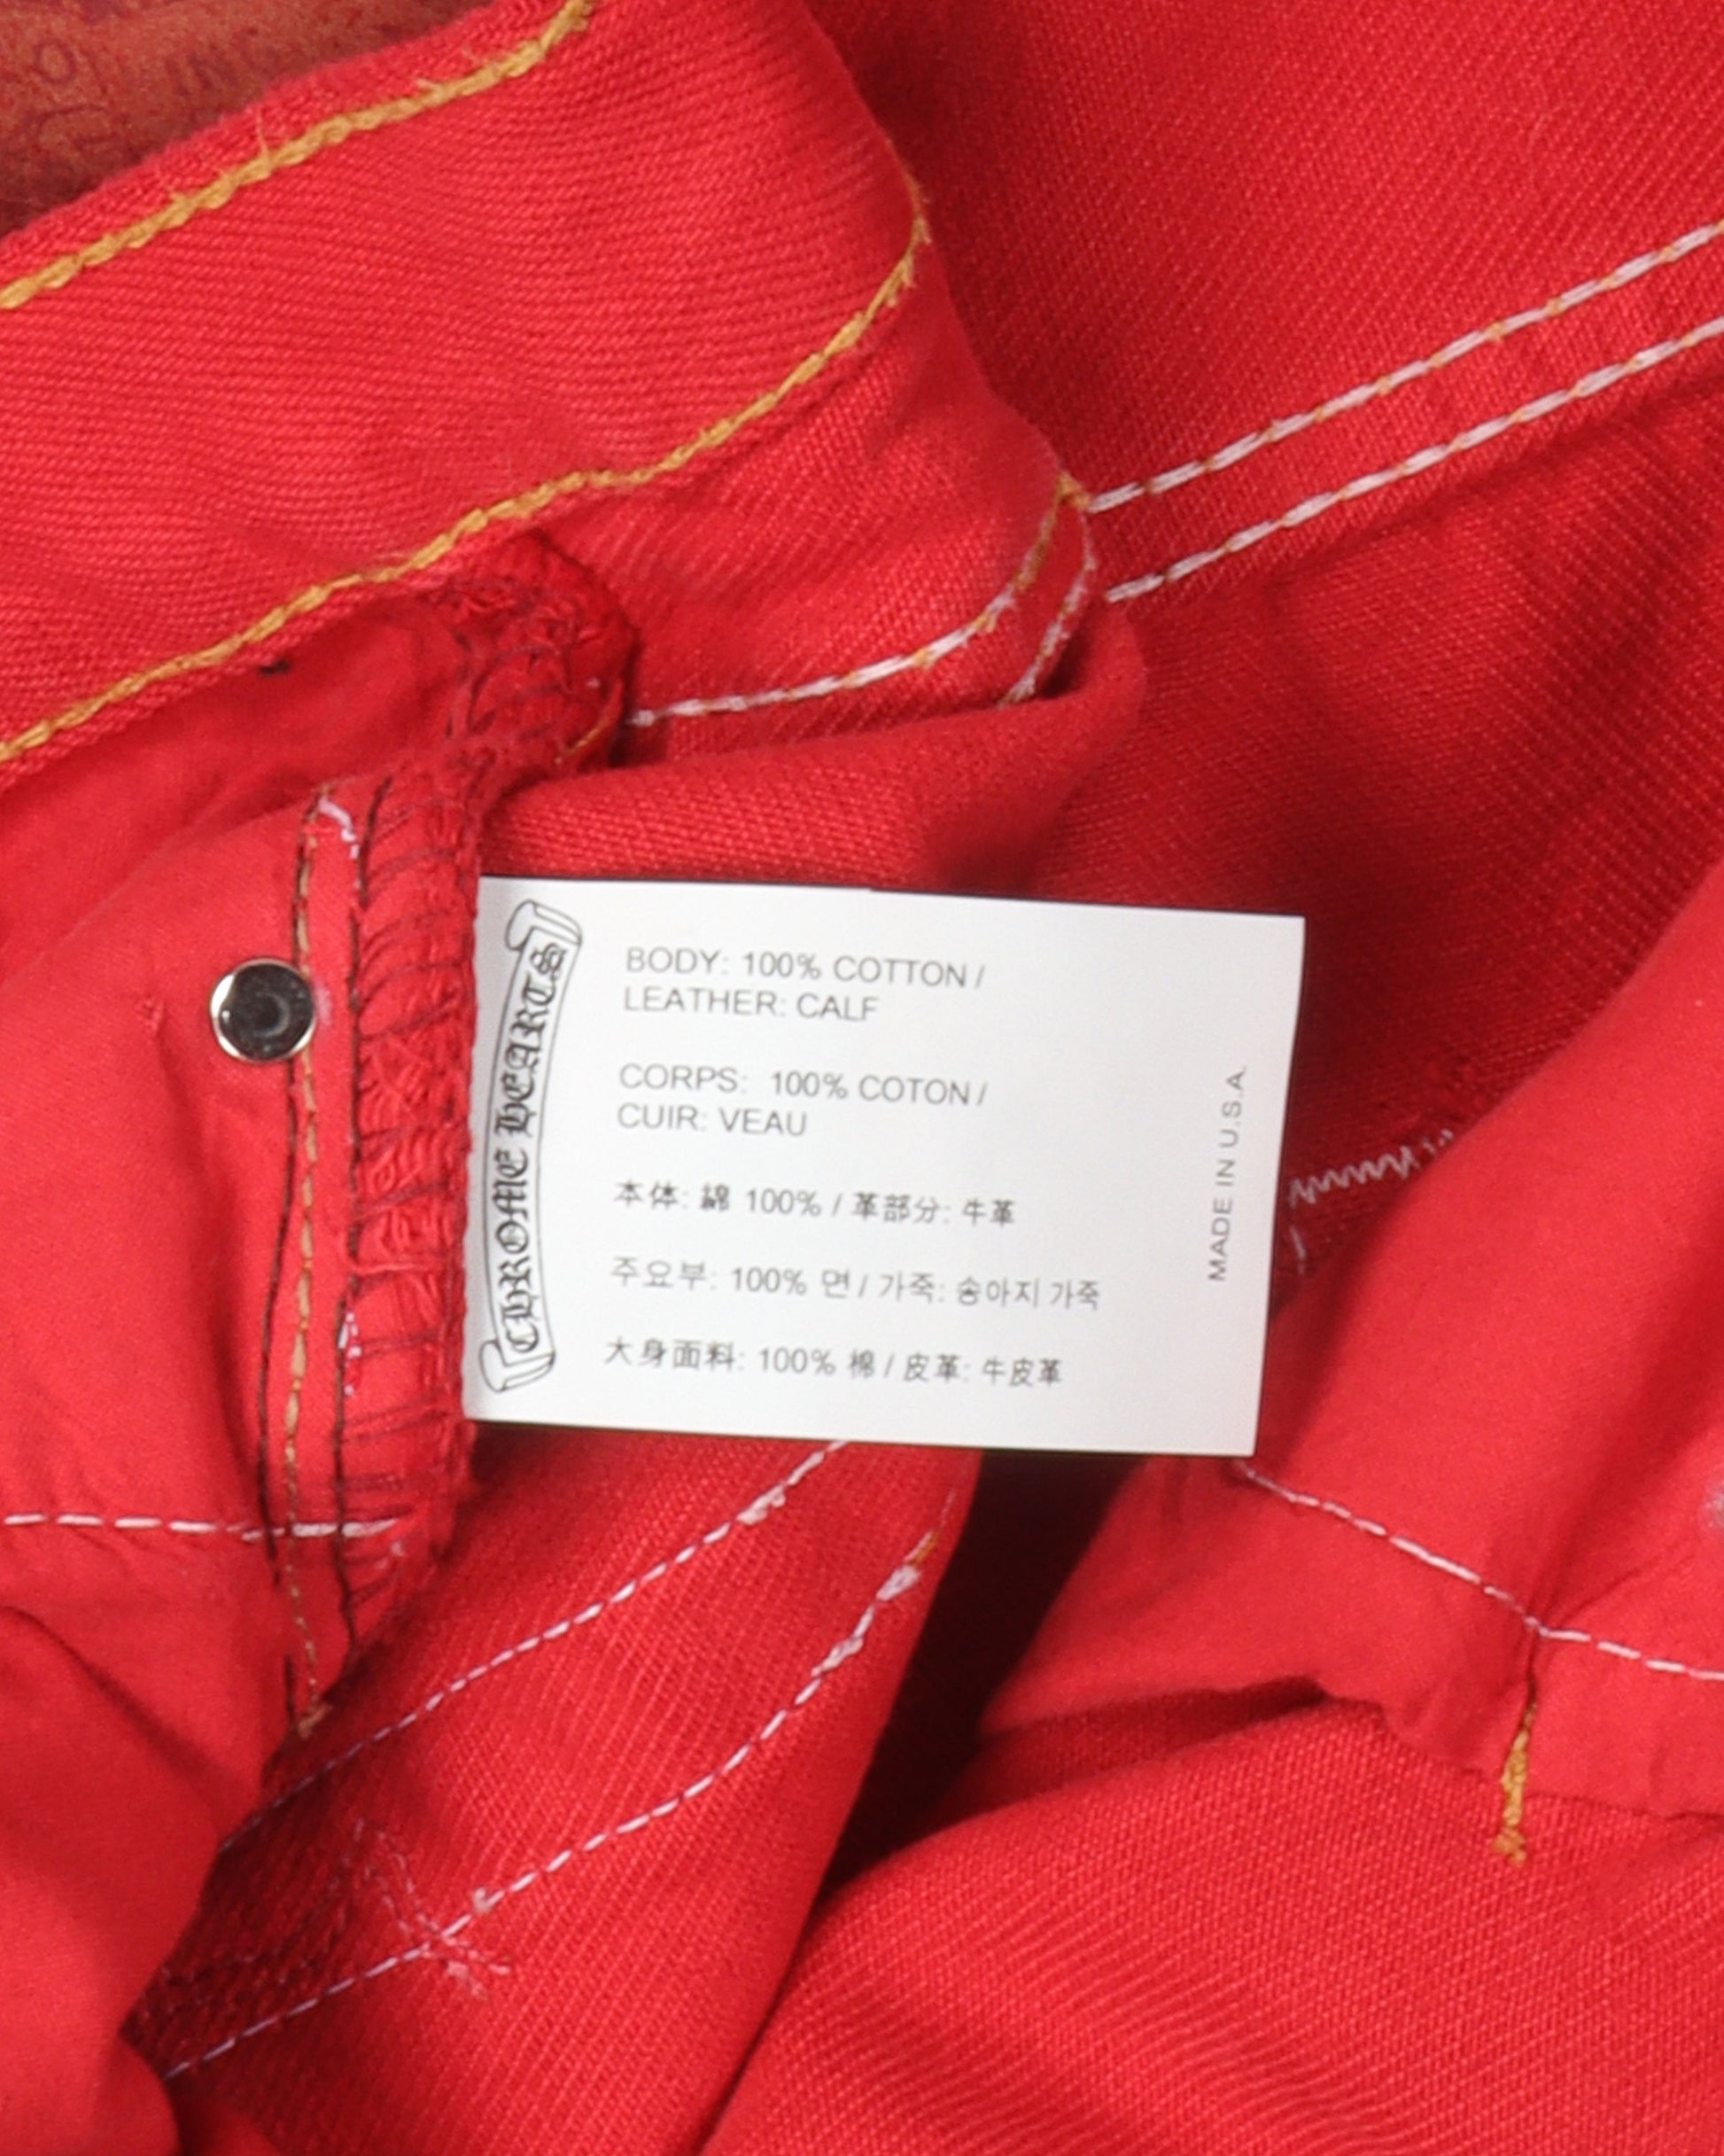 CHROME HEARTS
BODY: 100% COTTON /
LEATHER: CALF
CORPS: 100% COTON /
CUIR: VEAU
本体: 綿 100% / 革部分: 牛革
주요부: 100% 면 / 가죽: 송아지 가죽
大身面料: 100% 棉 / 皮革: 牛皮革
MADE IN U.S.A.